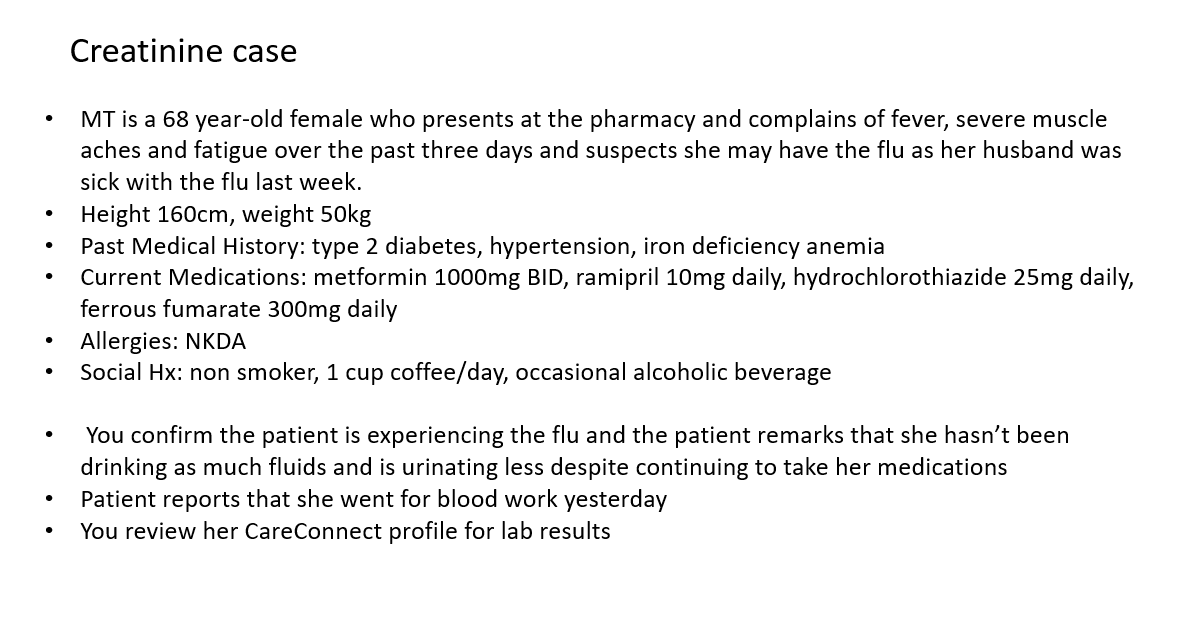 Creatinine case
• MT is a 68 year-old female who presents at the pharmacy and complains of fever, severe muscle
aches and fatigue over the past three days and suspects she may have the flu as her husband was
sick with the flu last week.
• Height 160cm, weight 50kg
• Past Medical History: type 2 diabetes, hypertension, iron deficiency anemia
• Current Medications: metformin 1000mg BID, ramipril 10mg daily, hydrochlorothiazide 25mg daily,
ferrous fumarate 300mg daily
• Allergies: NKDA
• Social Hx: non smoker, 1 cup coffee/day, occasional alcoholic beverage
• You confirm the patient is experiencing the flu and the patient remarks that she hasn’t been
drinking as much fluids and is urinating less despite continuing to take her medications
• Patient reports that she went for blood work yesterday
• You review her CareConnect profile for lab results